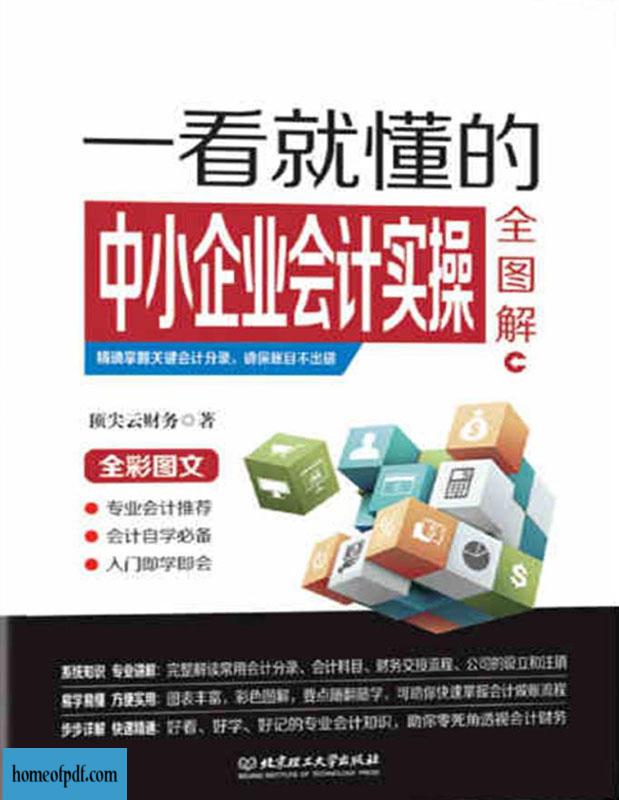 一看就懂的
中小企业会计实操
全图解
精确掌握关键会计分录，确保账目不出错
顶尖云财务◎著
全彩图文
专业会计推荐
会计自学必备
入门即学即会
$
系统知识 专业讲解：完整解读常用会计分录、会计科目、财务交接流程、公司的设立和注销
易学易懂 方便实用：图表丰富，彩色图解，要点随翻随学，可助你快速掌握会计做账流程
步步详解 快速精通：好看、好学、好记的专业会计知识，助你零死角透视会计财务
北京理工大学出版社
BEIJING INSTITUTE OF TECHNOLOGY PRESS
homeofpdf.com